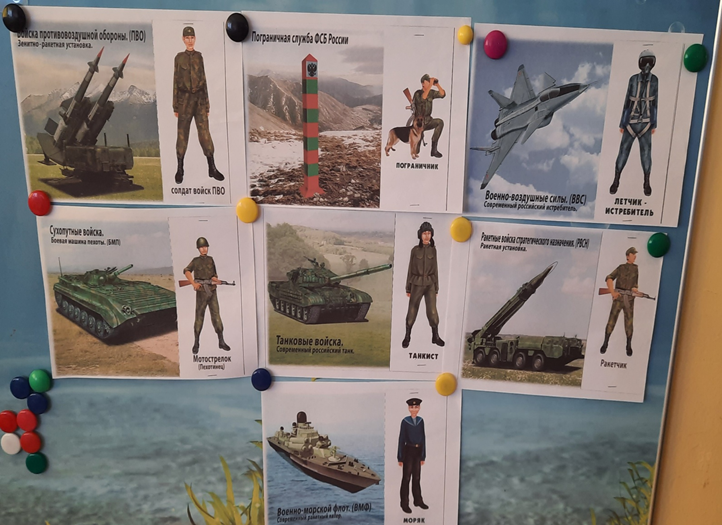 Войска противовоздушной обороны. (ПВО)
Зенитно-ракетная установка.
солдат войск ПВО
Пограничная служба ФСБ России
ПОГРАНИЧНИК
Военно-воздушные силы. (ВВС)
Современный российский истребитель.
ЛЕТЧИК -
ИСТРЕБИТЕЛЬ
Сухопутные войска.
Боевая машина пехоты. (БМП)
Мотострелок
(Пехотинец)
Танковые войска.
Современный российский танк.
ТАНКИСТ
Ракетные войска стратегического назначения. (РВСН)
Ракетная установка.
Ракетчик
Военно-морской флот. (ВМФ)
Современный ракетный катер.
МОРЯК